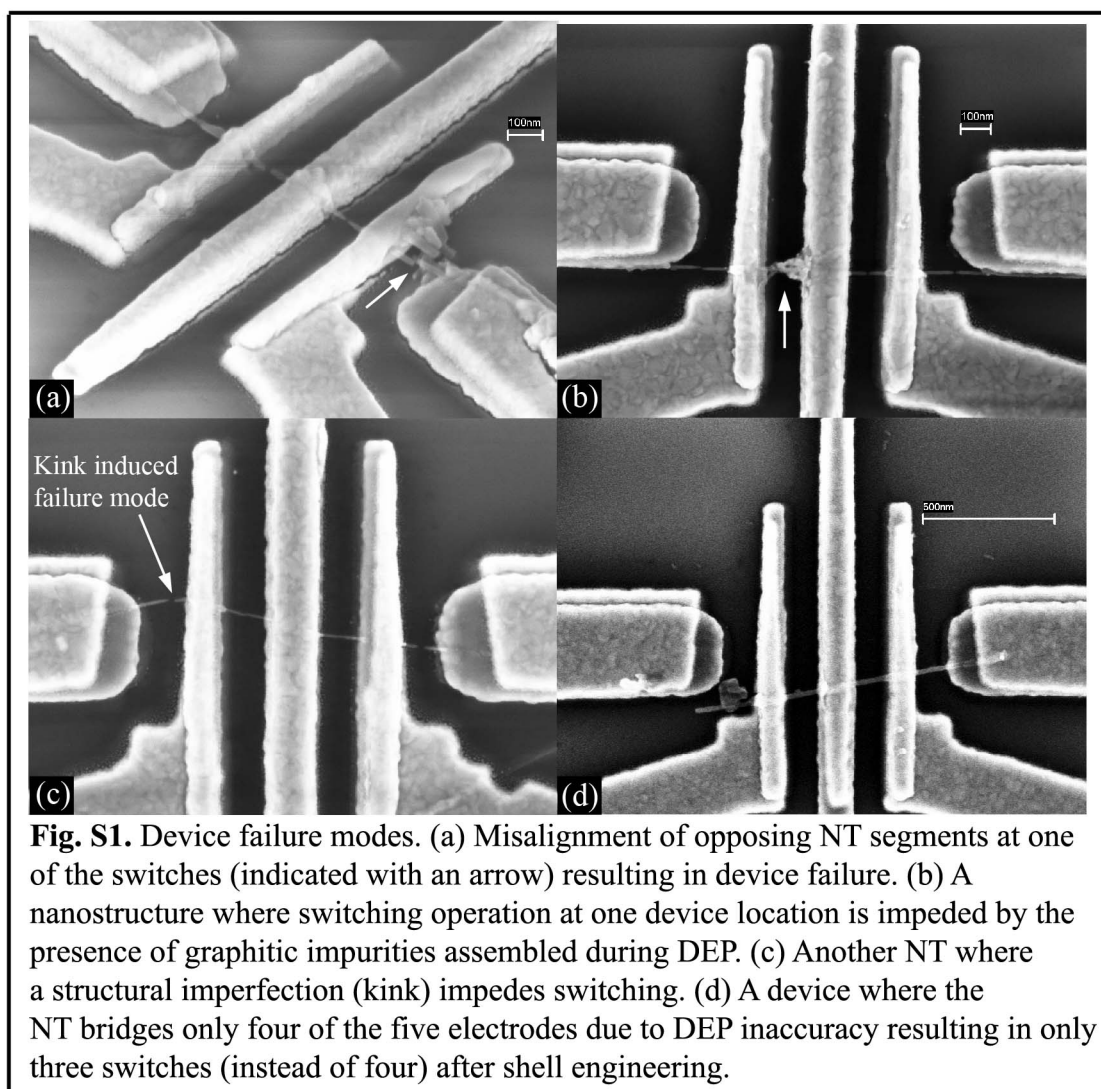 100nm
(a)
100nm
(b)
Kink induced
failure mode
(c)
500nm
(d)
Fig. S1. Device failure modes. (a) Misalignment of opposing NT segments at one
of the switches (indicated with an arrow) resulting in device failure. (b) A
nanostructure where switching operation at one device location is impeded by the
presence of graphitic impurities assembled during DEP. (c) Another NT where
a structural imperfection (kink) impedes switching. (d) A device where the
NT bridges only four of the five electrodes due to DEP inaccuracy resulting in only
three switches (instead of four) after shell engineering.